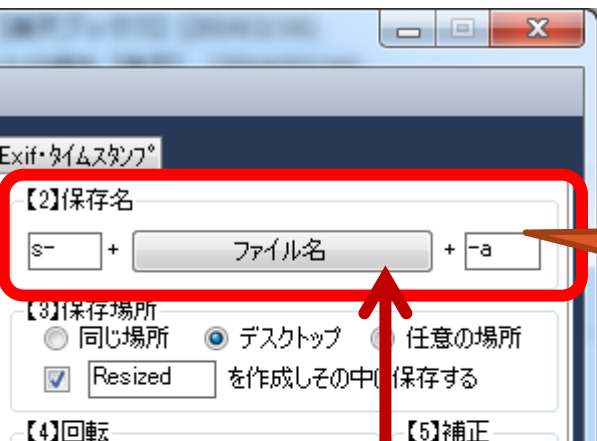 Exif・ﾀｲﾑｽﾀﾝﾌﾟ
【2】保存名
s- + ファイル名 + -a
【3】保存場所
同じ場所 デスクトップ 任意の場所
Resized を作成しその中に保存する
【4】回転 【5】補正